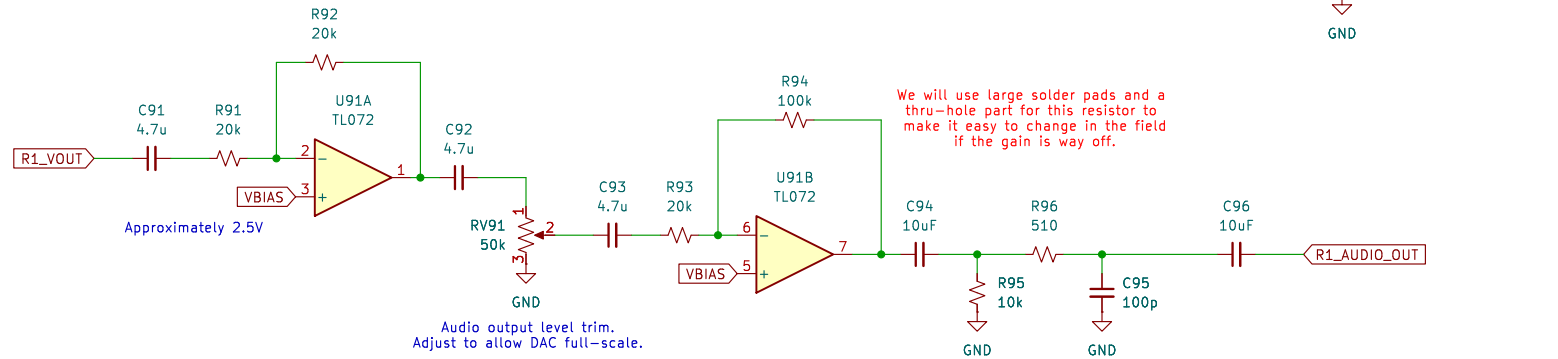 GND
R92
20k
C91
4.7u
R91
20k
U91A
TL072
R1_VOUT
2
3
1
−
+
VBIAS
Approximately 2.5V
C92
4.7u
RV91
50k
1
2
3
GND
Audio output level trim.
Adjust to allow DAC full-scale.
C93
4.7u
R93
20k
R94
100k
U91B
TL072
6
5
7
−
+
VBIAS
We will use large solder pads and a
thru-hole part for this resistor to
make it easy to change in the field
if the gain is way off.
C94
10uF
R95
10k
GND
R96
510
C95
100p
GND
C96
10uF
R1_AUDIO_OUT